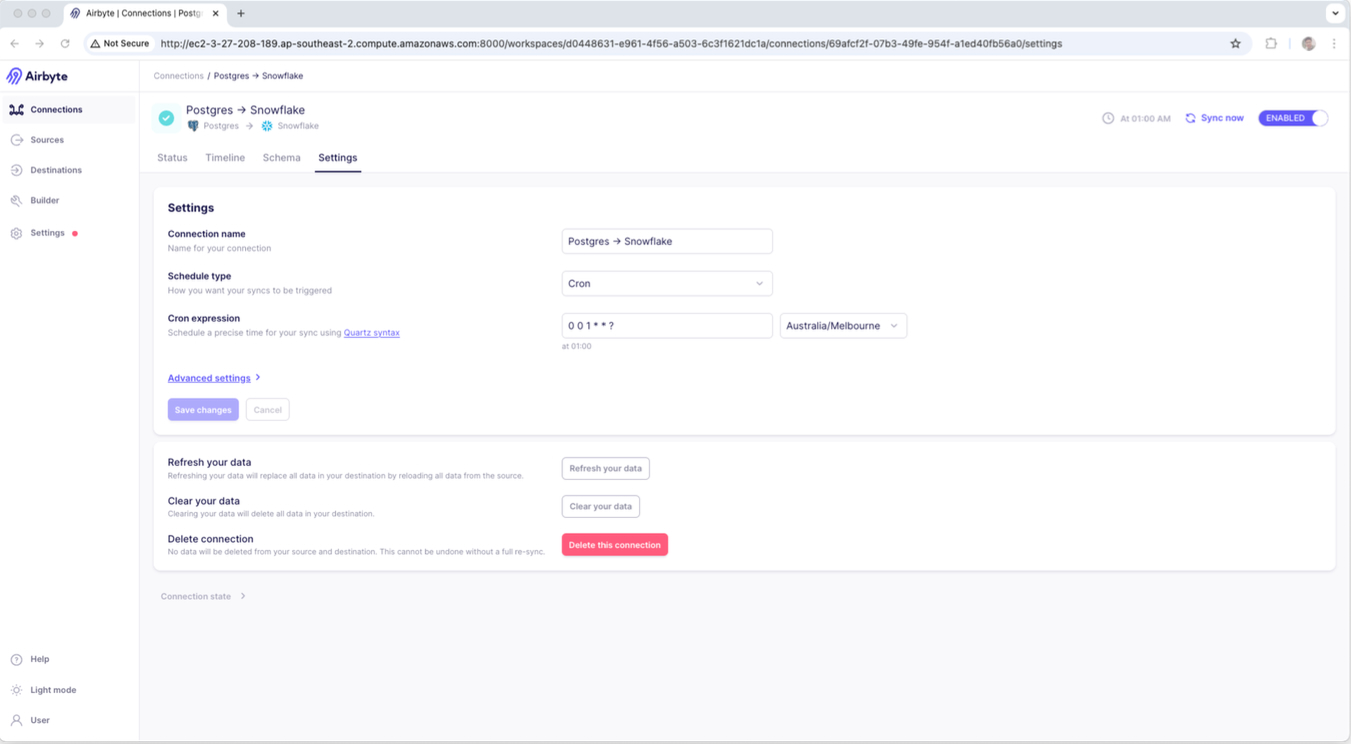 Airbyte | Connections | Postg
Not Secure
http://ec2-3-27-208-189.ap-southeast-2.compute.amazonaws.com:8000/workspaces/d0448631-e961-4f56-a503-6c3f1621dc1a/connections/69afcf2f-07b3-49fe-954f-a1ed40fb56a0/settings
Airbyte
Connections / Postgres → Snowflake
Connections
Sources
Destinations
Builder
Settings
Postgres → Snowflake
Postgres → Snowflake
At 01:00 AM
Sync now
ENABLED
Status Timeline Schema Settings
Settings
Connection name
Name for your connection
Postgres → Snowflake
Schedule type
How you want your syncs to be triggered
Cron
Cron expression
Schedule a precise time for your sync using Quartz syntax
0 0 1 * * ?
Australia/Melbourne
at 01:00
Advanced settings
Save changes Cancel
Refresh your data
Refreshing your data will replace all data in your destination by reloading all data from the source.
Refresh your data
Clear your data
Clearing your data will delete all data in your destination.
Clear your data
Delete connection
No data will be deleted from your source and destination. This cannot be undone without a full re-sync.
Delete this connection
Connection state
Help
Light mode
User